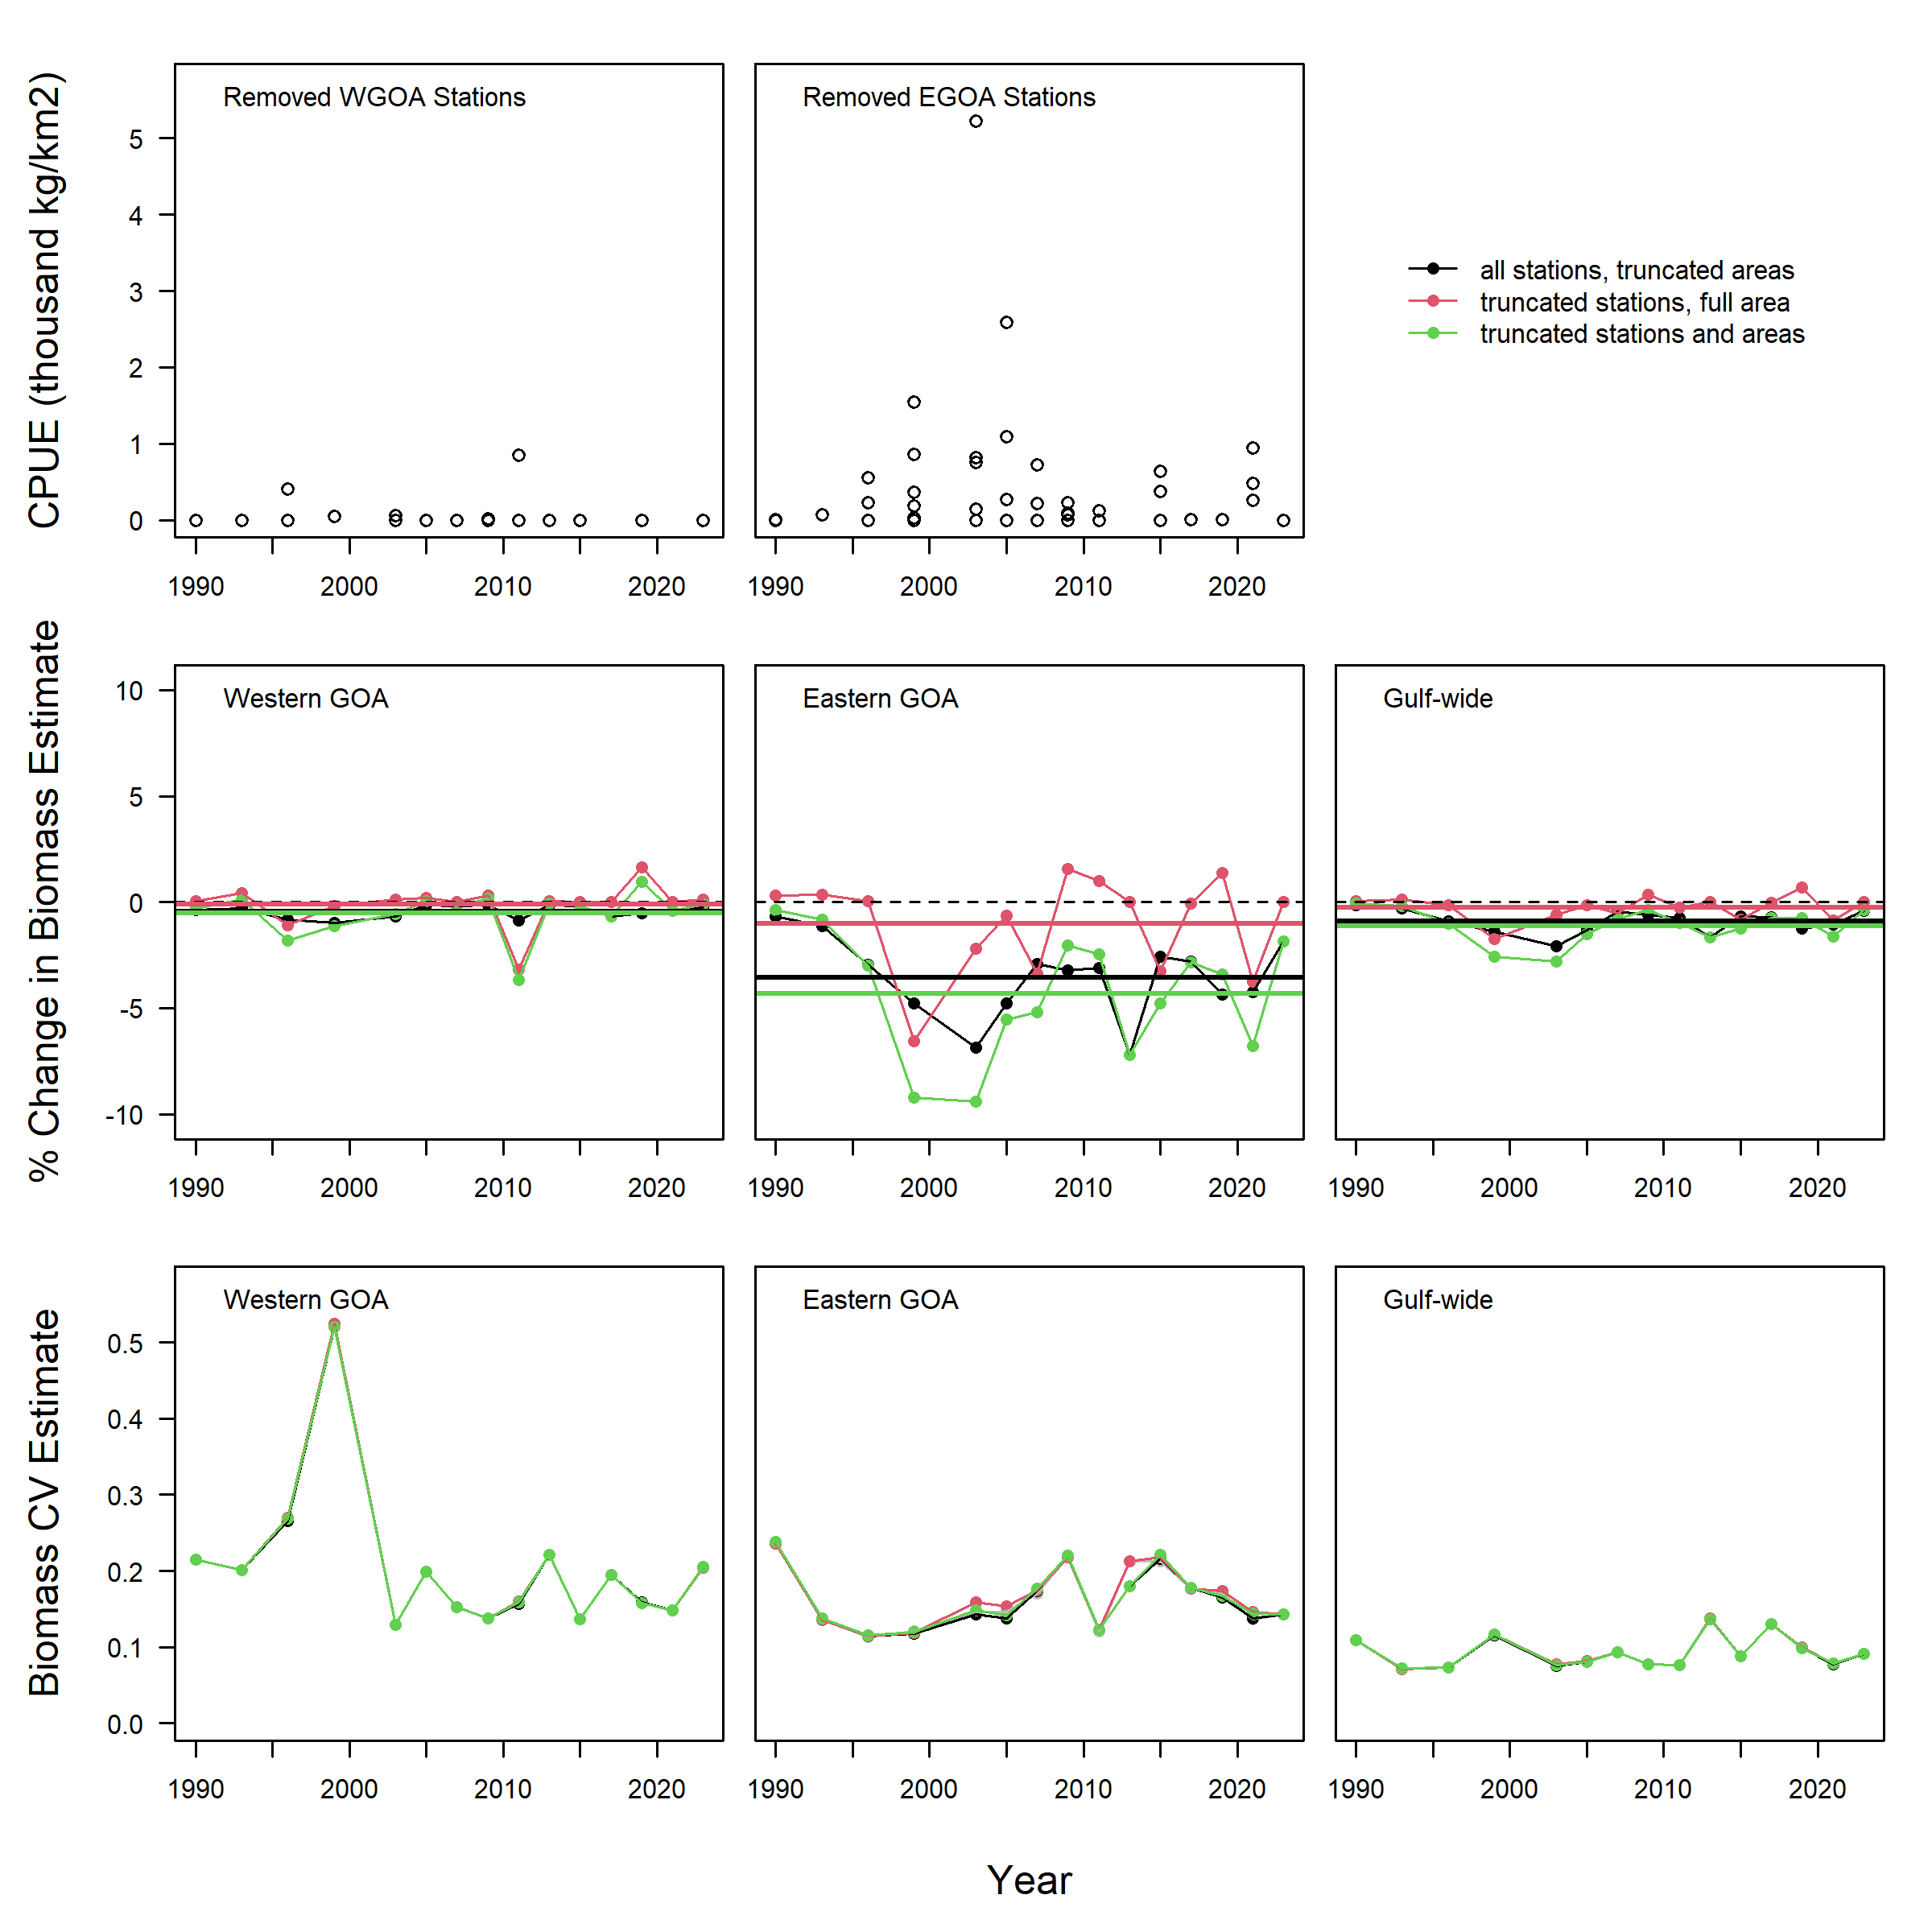 CPUE (thousand kg/km2)
Removed WGOA Stations
5
4
3
2
1
0
1990 2000 2010 2020
Removed EGOA Stations
1990 2000 2010 2020
all stations, truncated areas
truncated stations, full area
truncated stations and areas
% Change in Biomass Estimate
Western GOA
10
5
0
-5
-10
1990 2000 2010 2020
Eastern GOA
1990 2000 2010 2020
Gulf-wide
1990 2000 2010 2020
Biomass CV Estimate
Western GOA
0.5
0.4
0.3
0.2
0.1
0.0
1990 2000 2010 2020
Eastern GOA
1990 2000 2010 2020
Gulf-wide
1990 2000 2010 2020
Year